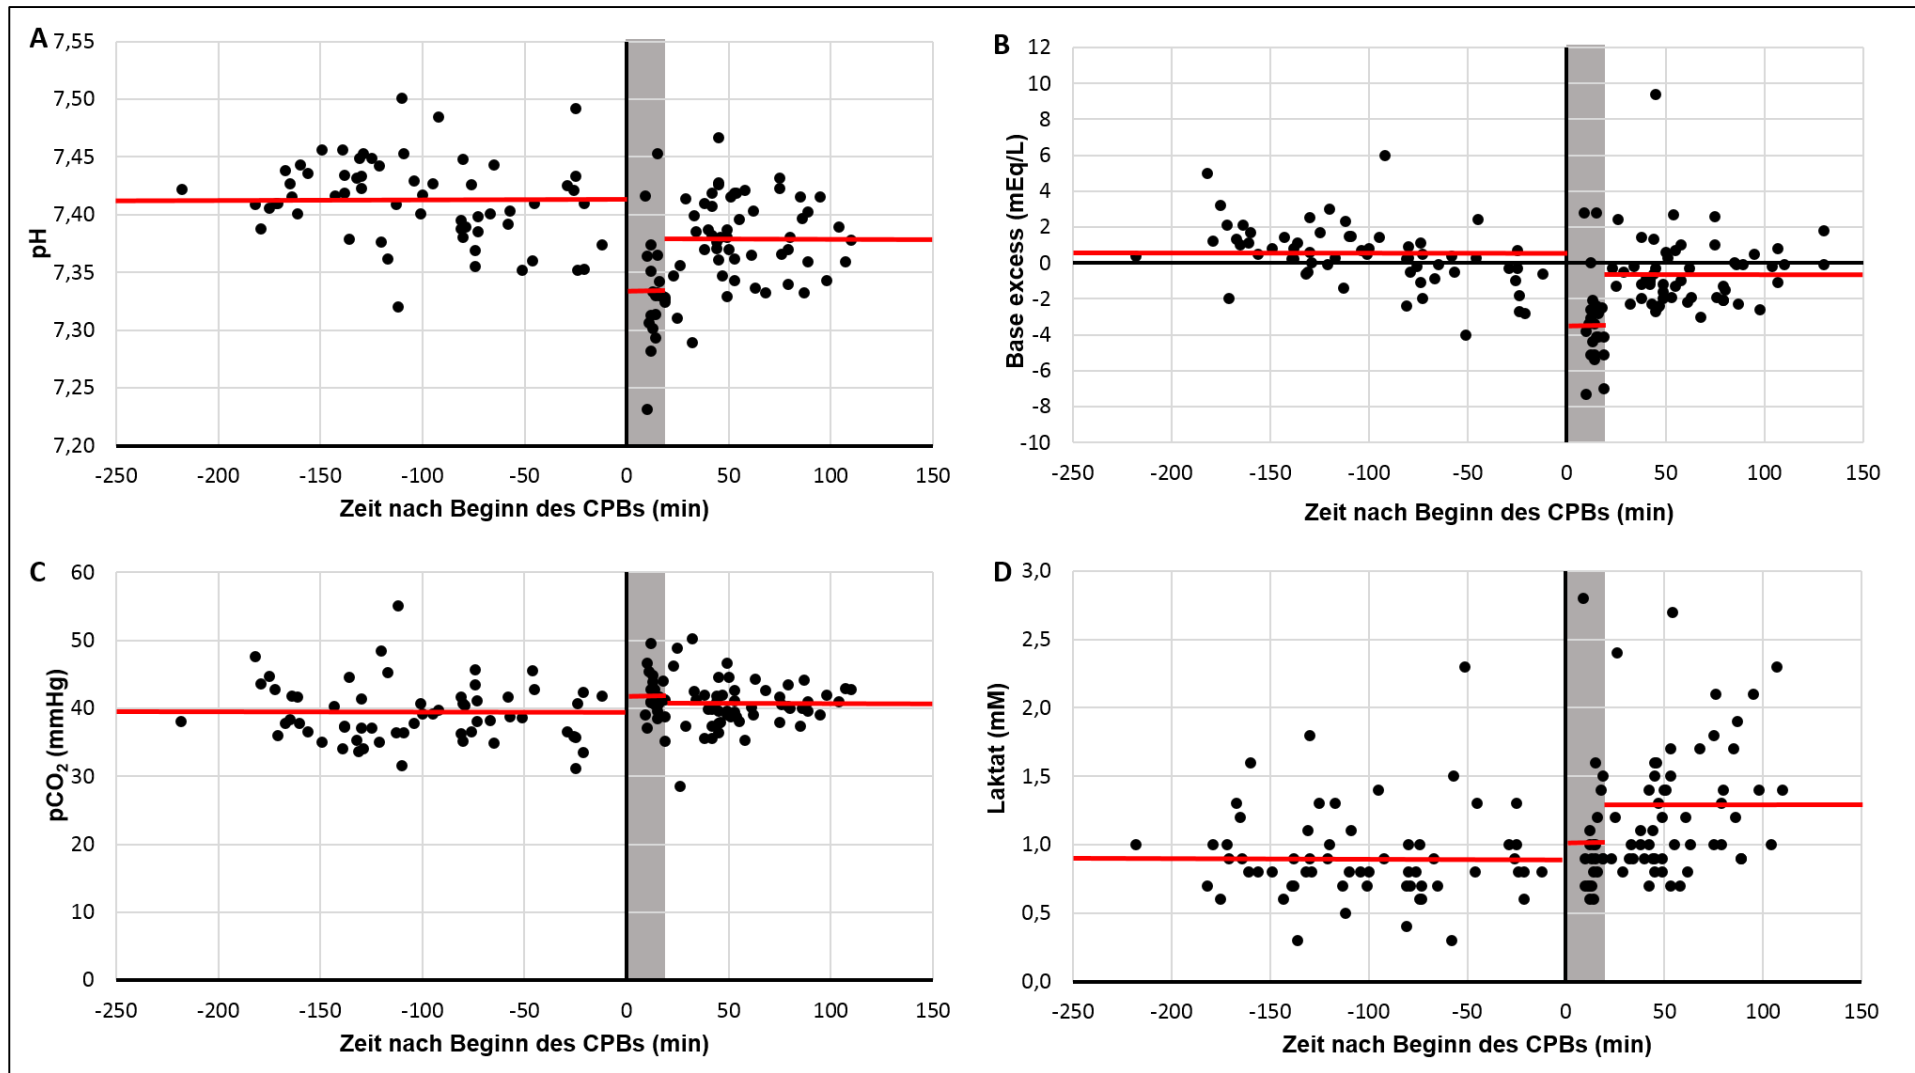 A
7,55
7,50
7,45
7,40
7,35
7,30
7,25
7,20
pH
-250 -200 -150 -100 -50 0 50 100 150
Zeit nach Beginn des CPBs (min)
B
12
10
8
6
4
2
0
-2
-4
-6
-8
-10
Base excess (mEq/L)
-250 -200 -150 -100 -50 0 50 100 150
Zeit nach Beginn des CPBs (min)
C
60
50
40
30
20
10
0
pCO₂ (mmHg)
-250 -200 -150 -100 -50 0 50 100 150
Zeit nach Beginn des CPBs (min)
D
3,0
2,5
2,0
1,5
1,0
0,5
0,0
Laktat (mM)
-250 -200 -150 -100 -50 0 50 100 150
Zeit nach Beginn des CPBs (min)